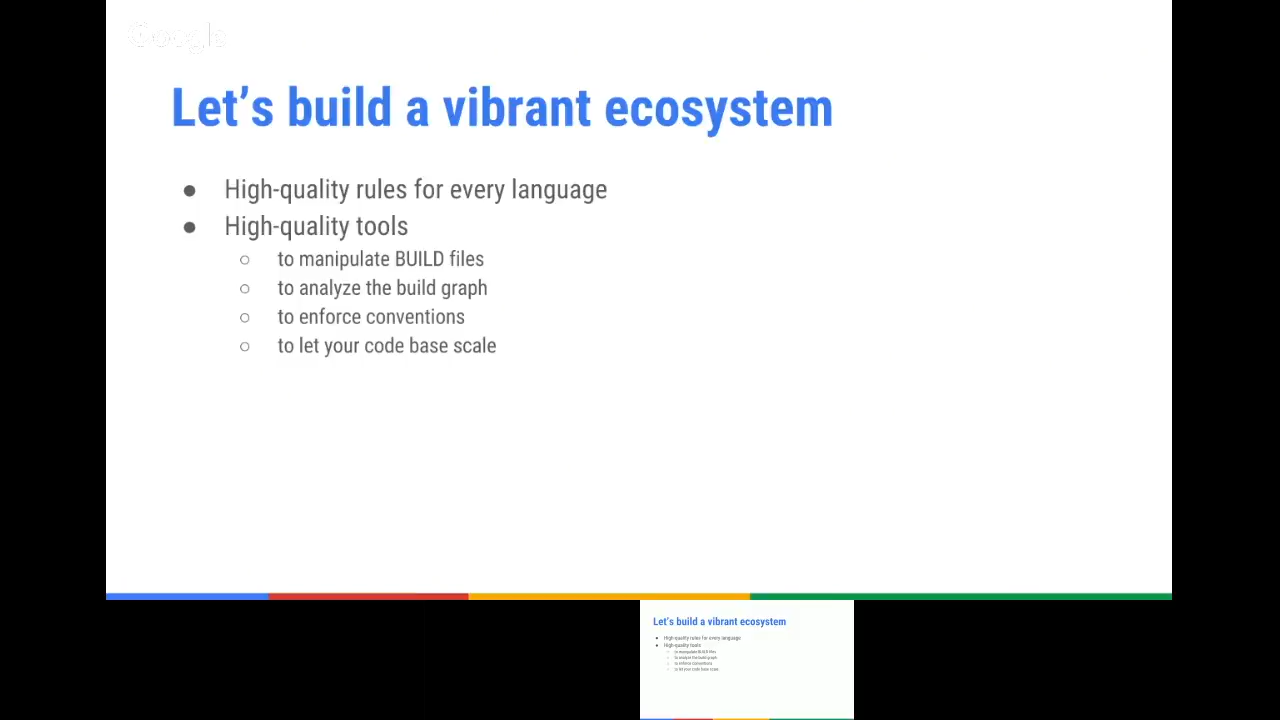 Google
Let's build a vibrant ecosystem
● High-quality rules for every language
● High-quality tools
○ to manipulate BUILD files
○ to analyze the build graph
○ to enforce conventions
○ to let your code base scale
Let's build a vibrant ecosystem
● High-quality rules for every language
● High-quality tools
○ to manipulate BUILD files
○ to analyze the build graph
○ to enforce conventions
○ to let your code base scale